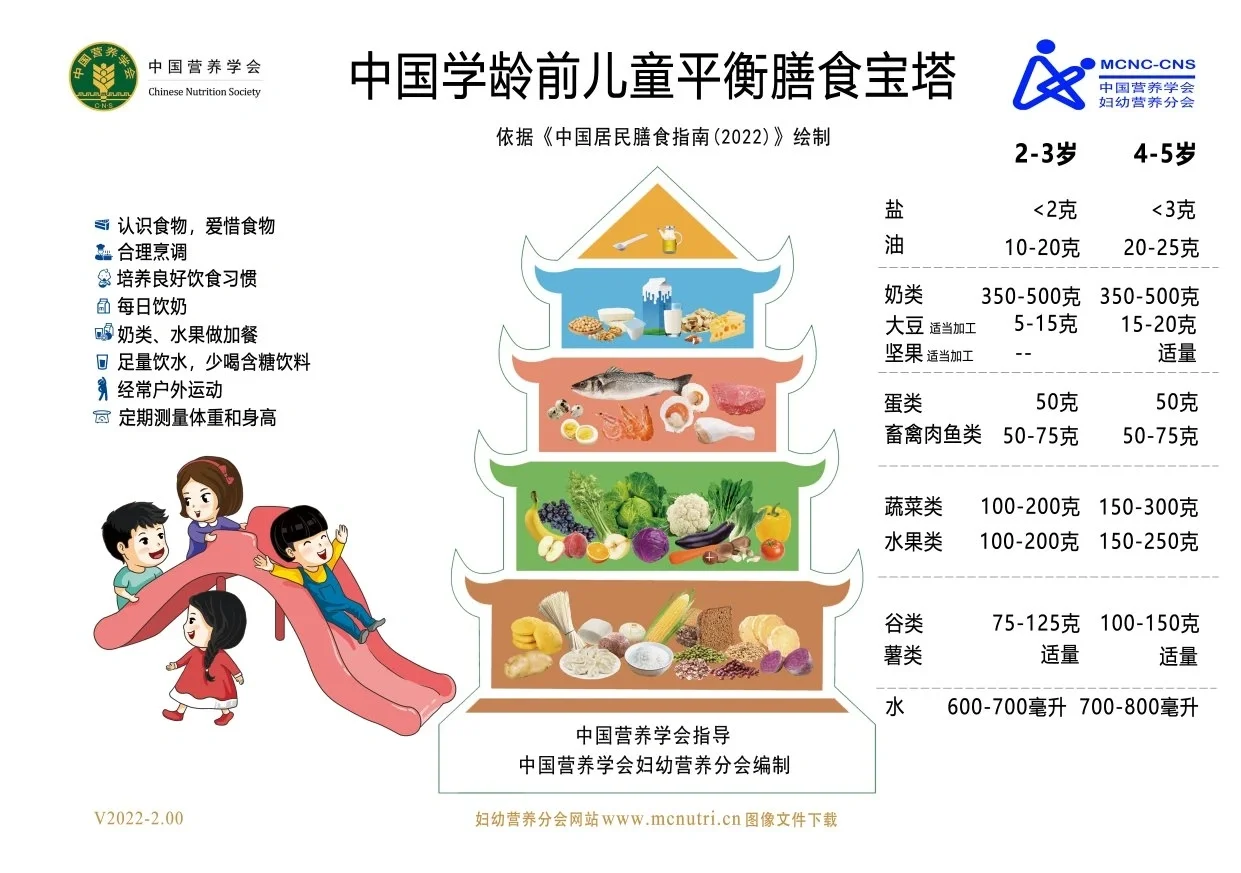 中国营养学会
中国营养学会
CNS
Chinese Nutrition Society
中国学龄前儿童平衡膳食宝塔
MCNC-CNS
中国营养学会
妇幼营养分会
依据《中国居民膳食指南(2022)》绘制
2-3岁 4-5岁
认识食物，爱惜食物
合理烹调
培养良好饮食习惯
每日饮奶
奶类、水果做加餐
足量饮水，少喝含糖饮料
经常户外运动
定期测量体重和身高
盐 <2克 <3克
油 10-20克 20-25克
奶类 350-500克 350-500克
大豆 适当加工 5-15克 15-20克
坚果 适当加工 -- 适量
蛋类 50克 50克
畜禽肉鱼类 50-75克 50-75克
蔬菜类 100-200克 150-300克
水果类 100-200克 150-250克
谷类 75-125克 100-150克
薯类 适量 适量
水 600-700毫升 700-800毫升
中国营养学会指导
中国营养学会妇幼营养分会编制
V2022-2.00
妇幼营养分会网站www.mcnutri.cn图像文件下载